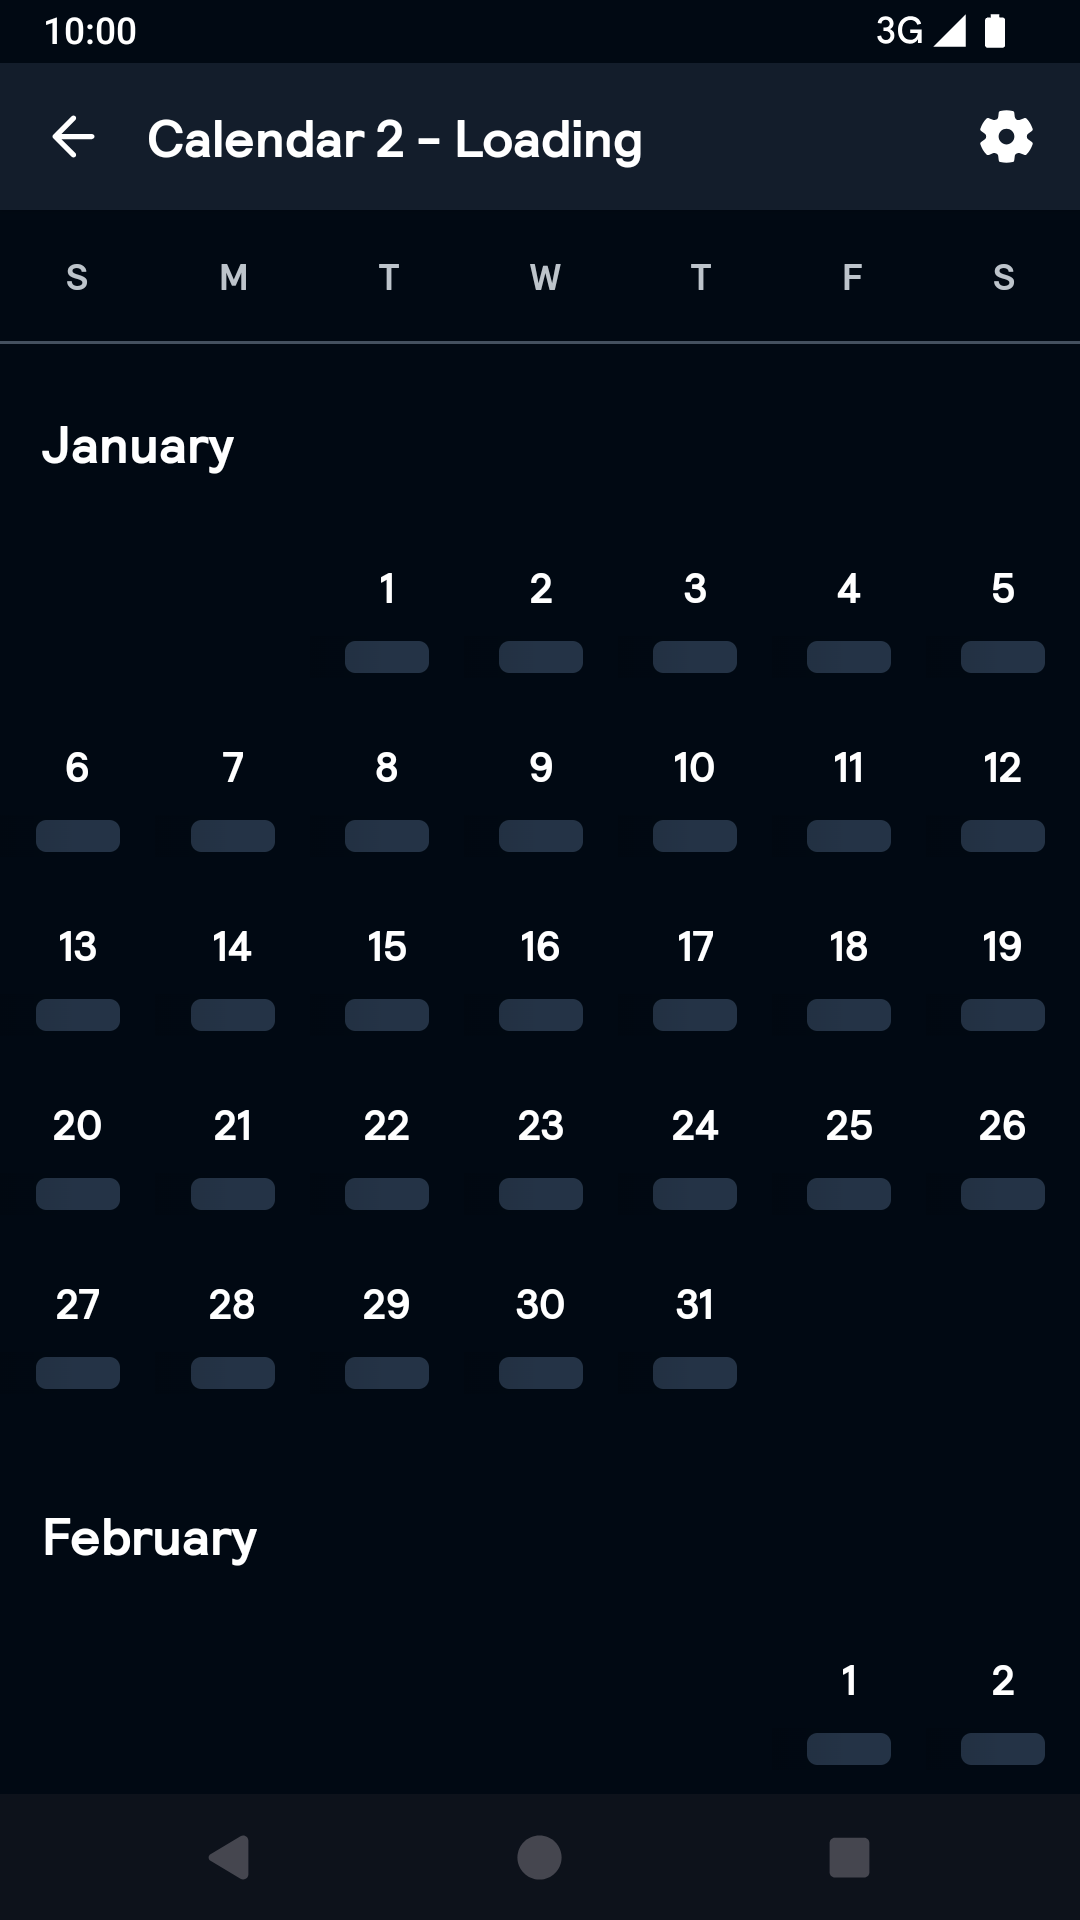 10:00 3G
Calendar 2 – Loading
S M T W T F S
January
1 2 3 4 5
6 7 8 9 10 11 12
13 14 15 16 17 18 19
20 21 22 23 24 25 26
27 28 29 30 31
February
1 2